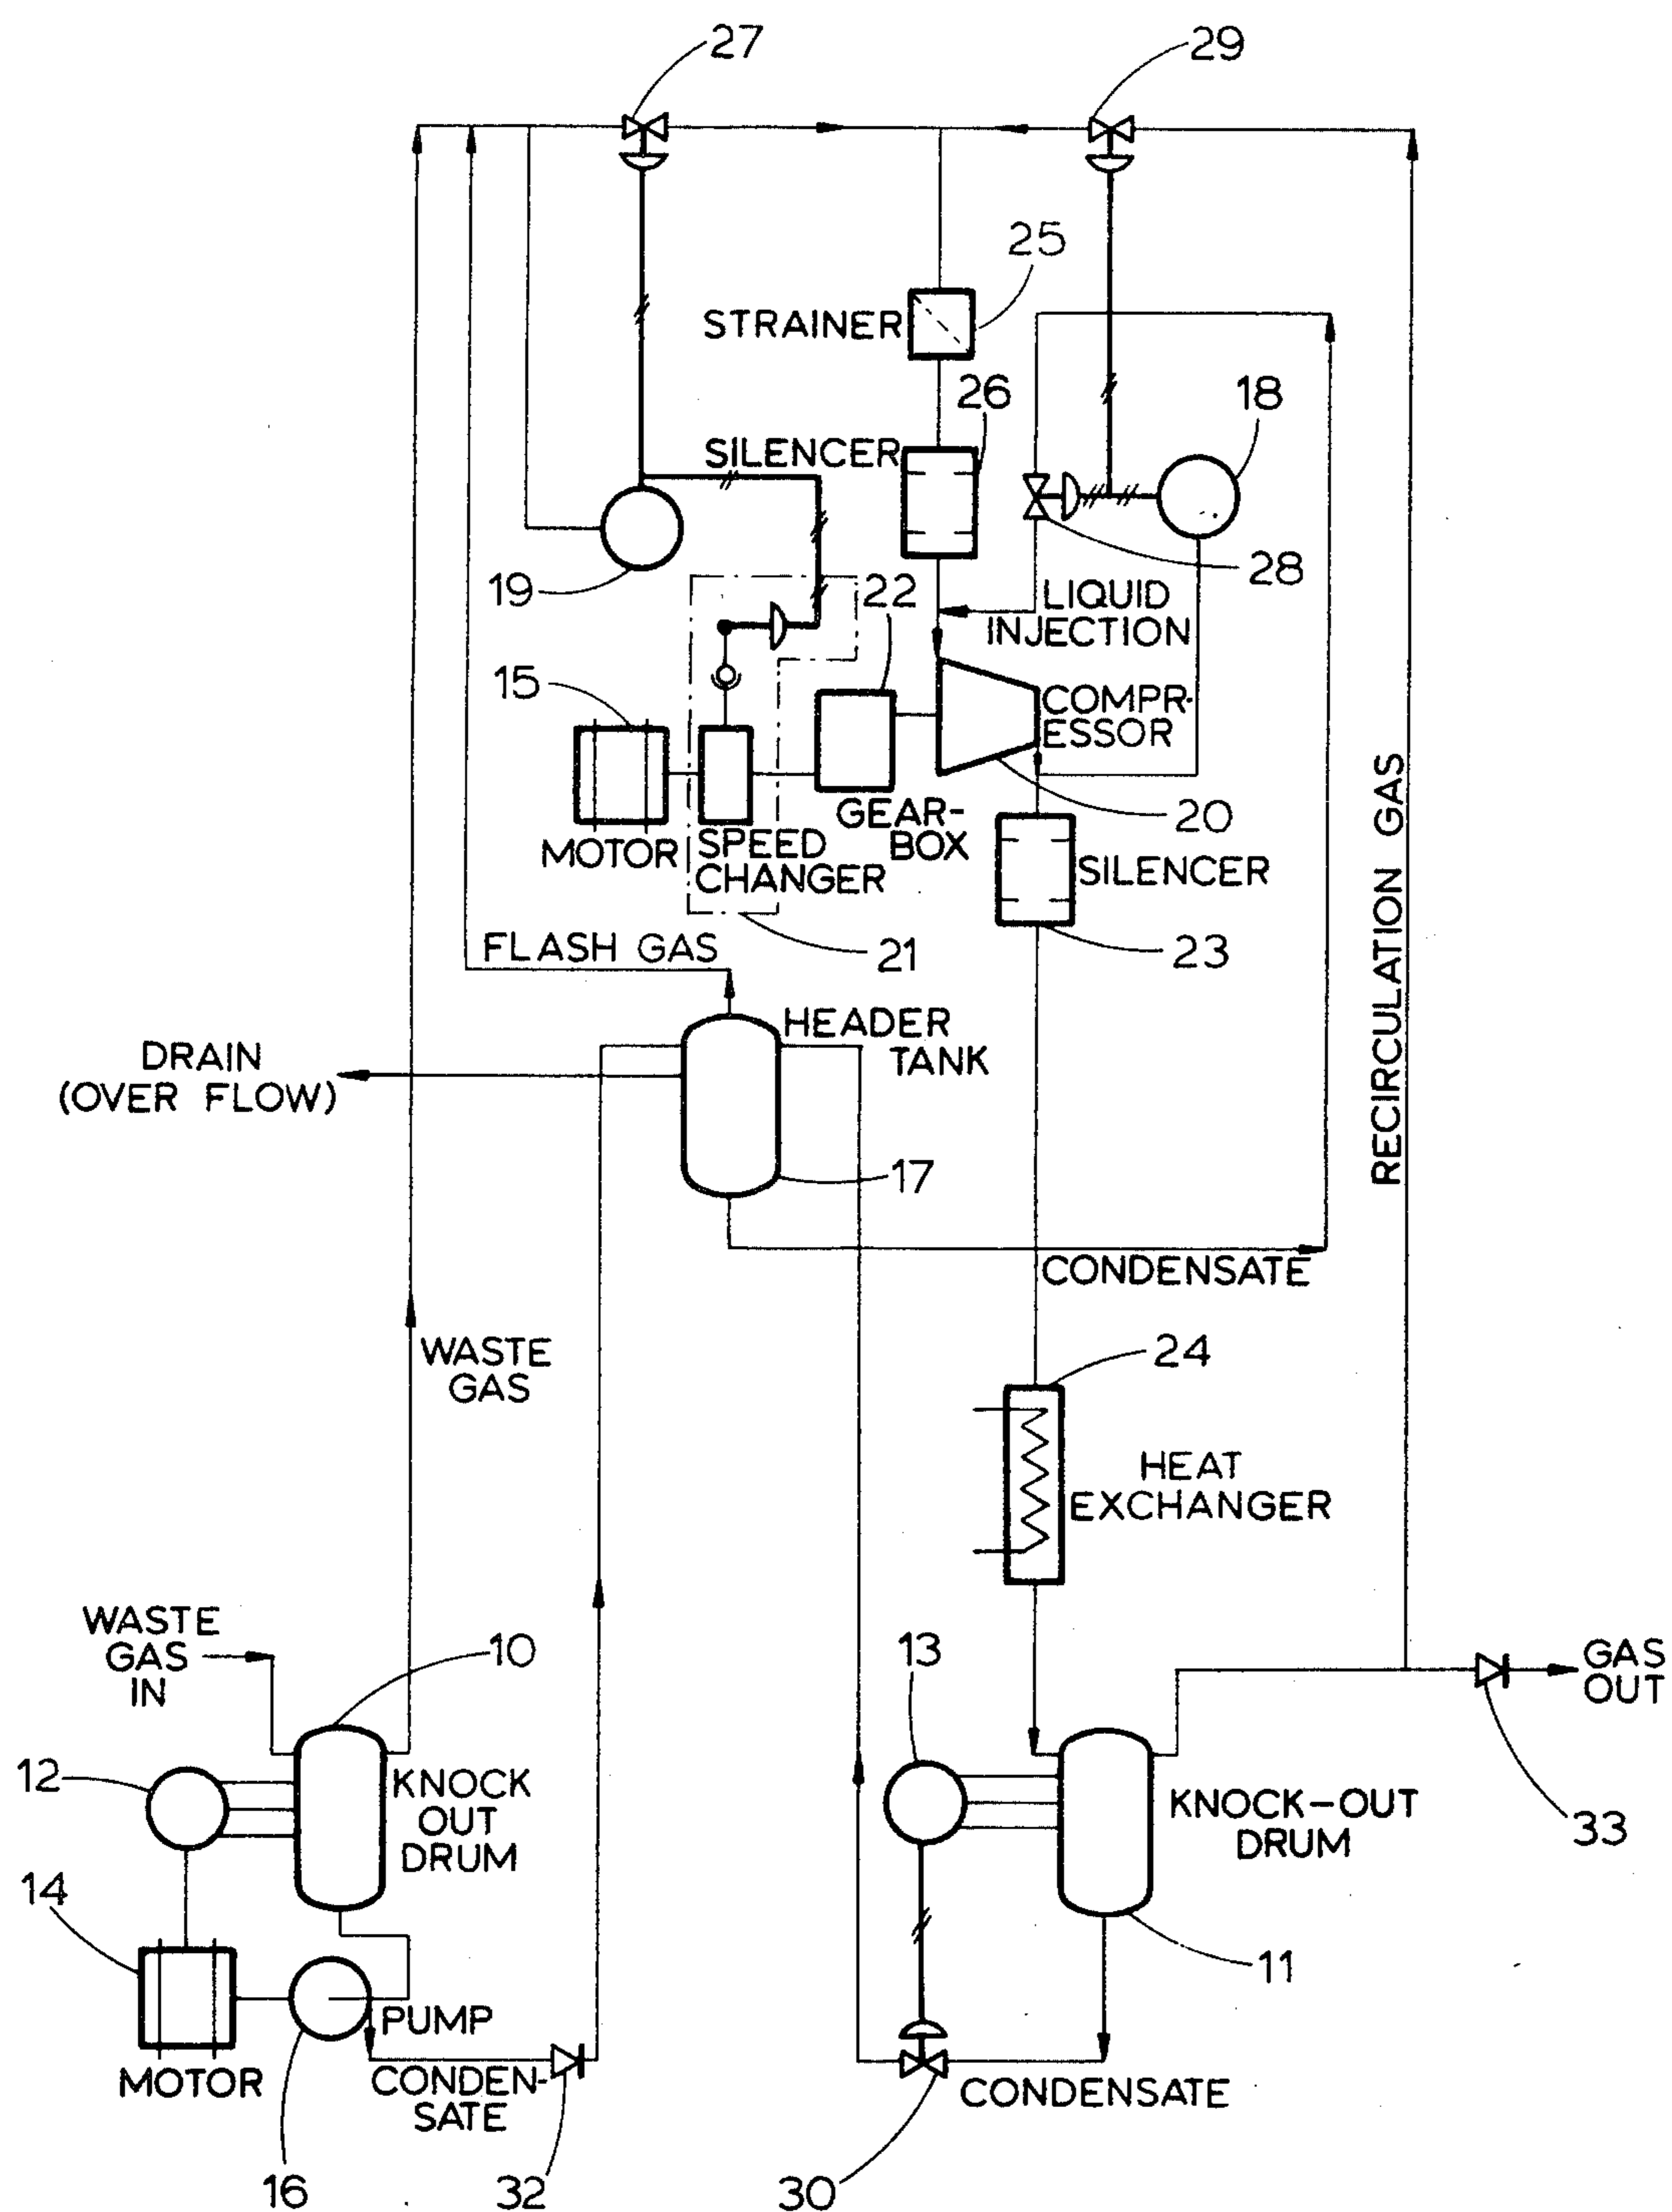 27
29
25
STRAINER
26
18
SILENCER
19
22
28
LIQUID
INJECTION
15
COMPR-
ESSOR
GEAR-
BOX
20
MOTOR
SPEED
CHANGER
SILENCER
21
23
FLASH GAS
RECIRCULATION GAS
HEADER
TANK
DRAIN
(OVER FLOW)
17
CONDENSATE
WASTE
GAS
24
HEAT
EXCHANGER
WASTE
GAS
IN
10
13
GAS
OUT
12
KNOCK
OUT
DRUM
KNOCK-OUT
DRUM
33
14
11
PUMP
MOTOR
CONDEN-
SATE
CONDENSATE
16
32
30